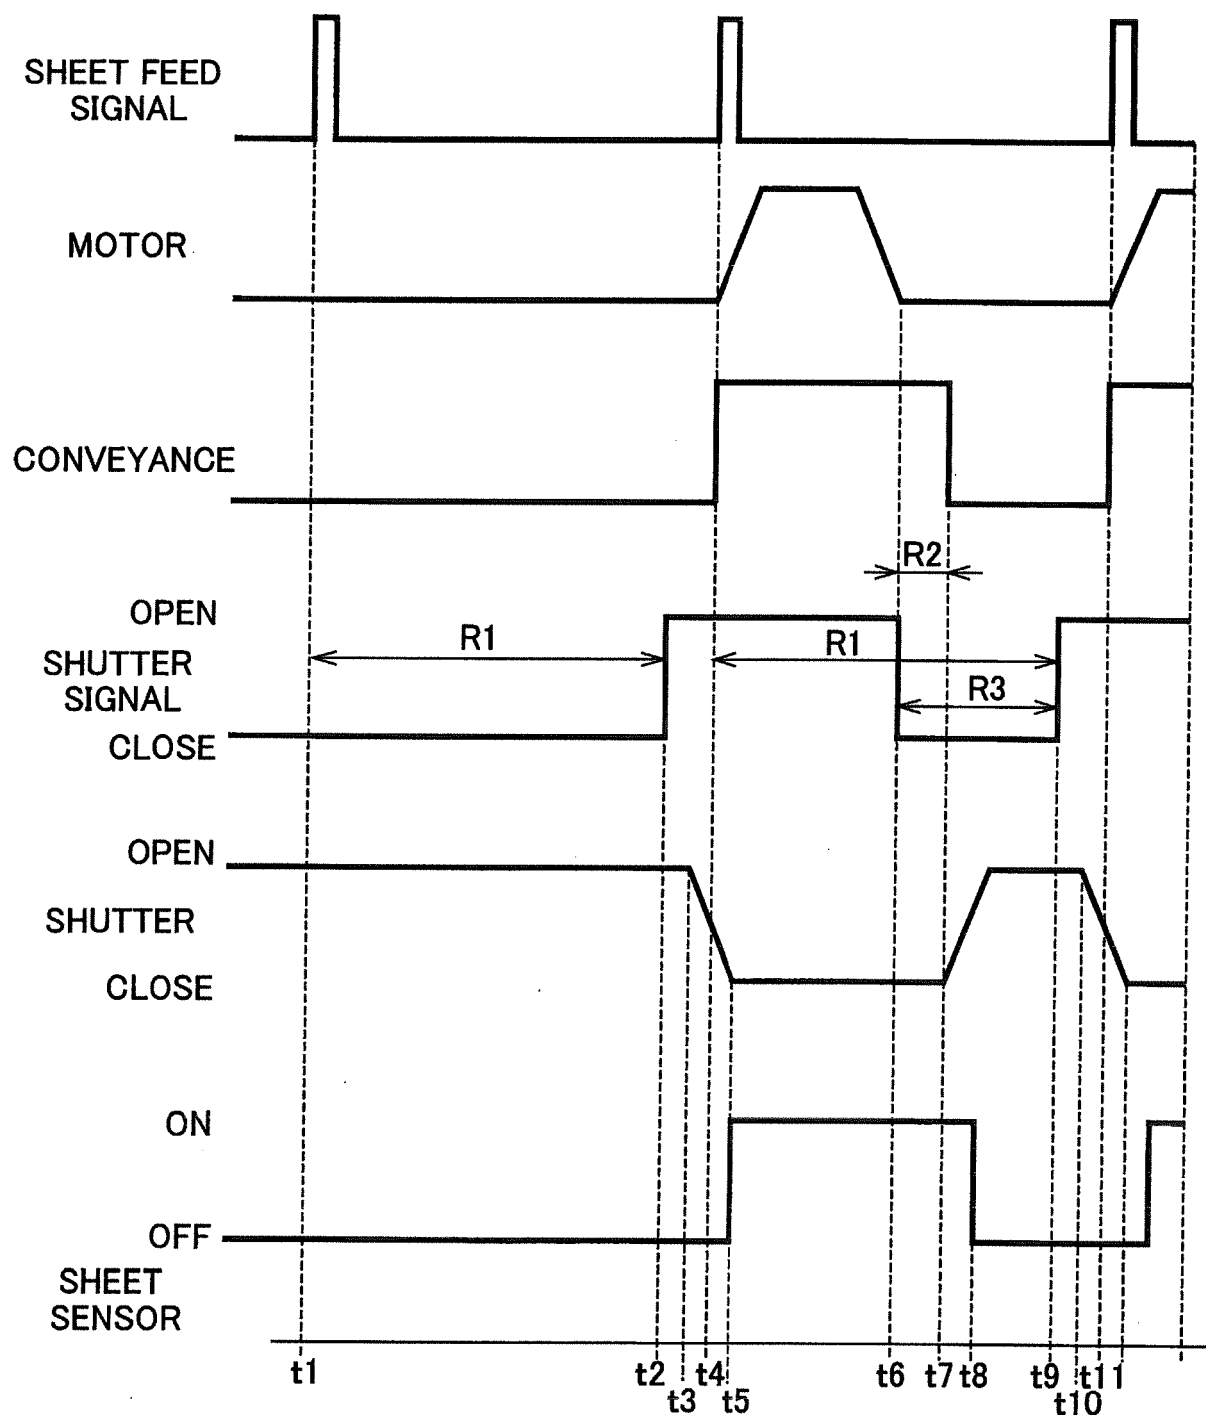 SHEET FEED
SIGNAL
MOTOR
CONVEYANCE
R2
OPEN
R1
R1
SHUTTER
SIGNAL
R3
CLOSE
OPEN
SHUTTER
CLOSE
ON
OFF
SHEET
SENSOR
t1
t2
t3
t4
t5
t6
t7
t8
t9
t10
t11